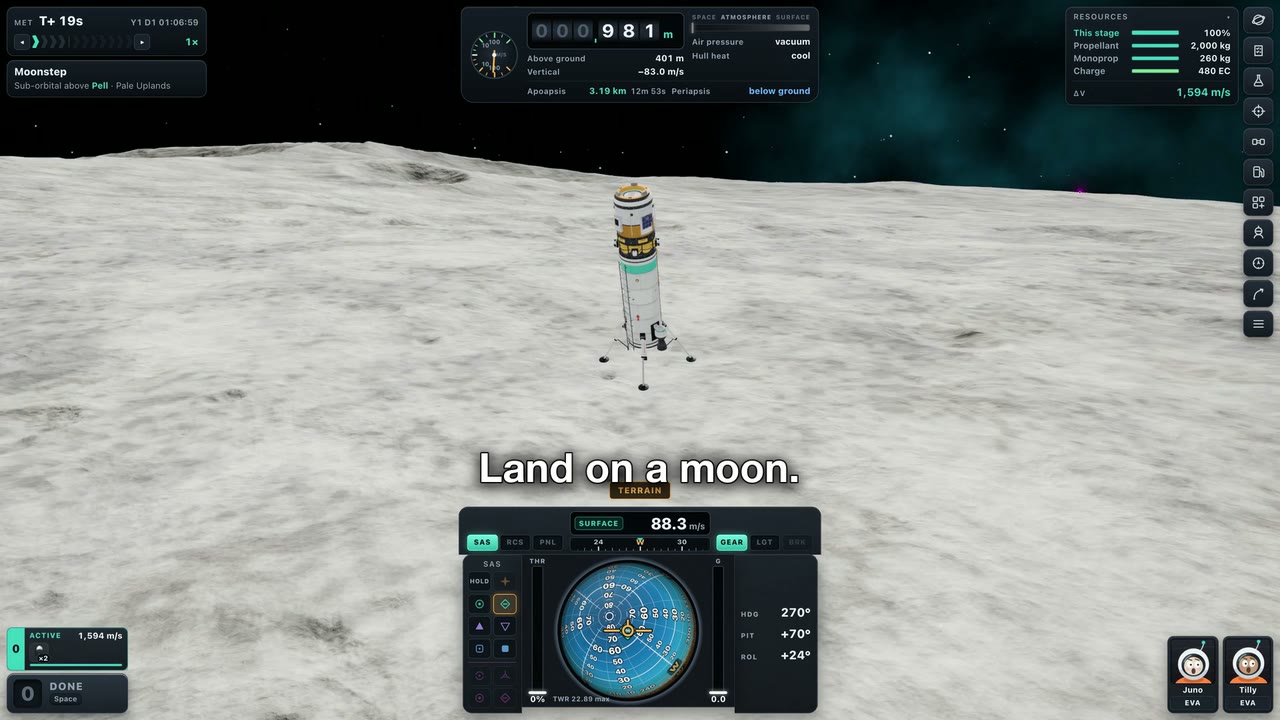 MET T+ 19s Y1 D1 01:06:59
1×
Moonstep
Sub-orbital above Pell · Pale Uplands
000,981 m
Above ground 401 m
Vertical −83.0 m/s
Apoapsis 3.19 km 12m 53s Periapsis below ground
SPACE ATMOSPHERE SURFACE
Air pressure vacuum
Hull heat cool
RESOURCES
This stage 100%
Propellant 2,000 kg
Monoprop 260 kg
Charge 480 EC
ΔV 1,594 m/s
Land on a moon.
TERRAIN
SURFACE 88.3 m/s
SAS RCS PNL 24 W 30 GEAR LGT BRK
SAS
HOLD
THR
G
HDG 270°
PIT +70°
ROL +24°
0% TWR 22.89 max 0.0
0 ACTIVE 1,594 m/s
×2
0 DONE
Space
Juno
EVA
Tilly
EVA